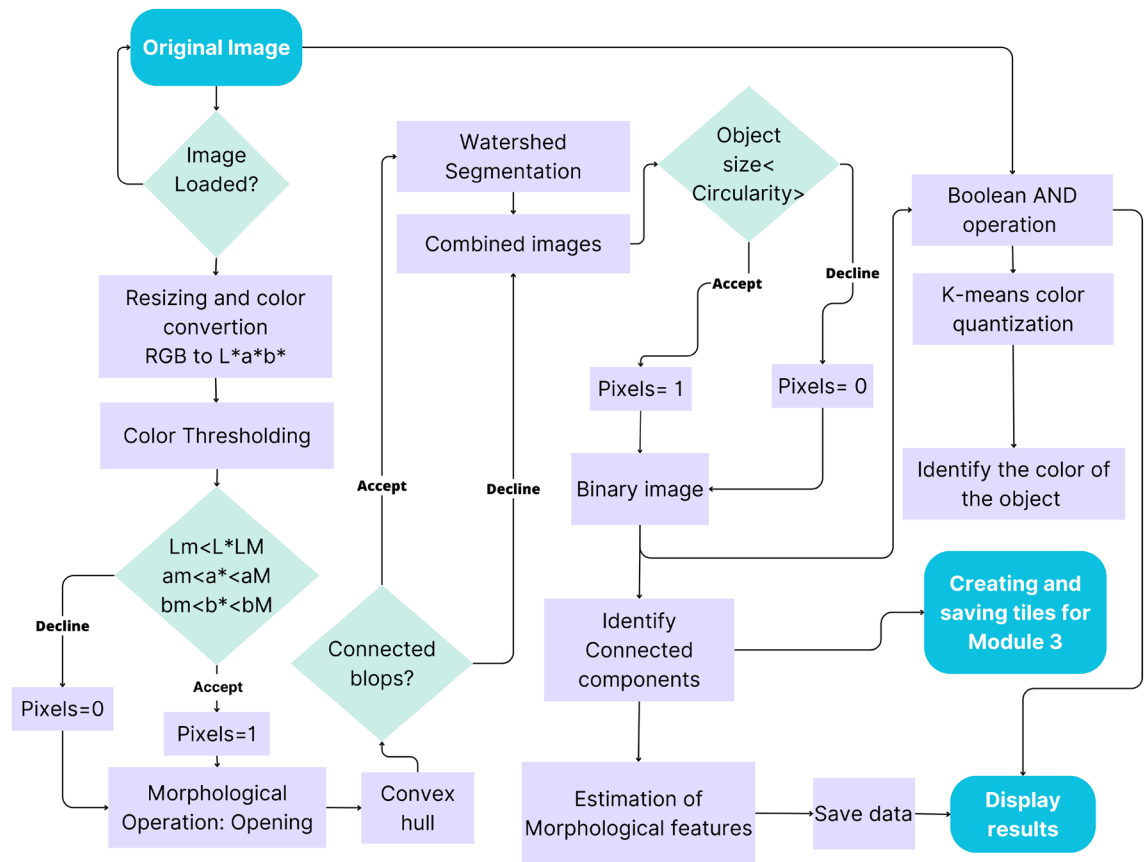 Original Image
Image
Loaded?
Resizing and color
convertion
RGB to L*a*b*
Color Thresholding
Lm<L*LM
am<a*<aM
bm<b*<bM
Decline
Accept
Pixels=0
Pixels=1
Morphological
Operation: Opening
Convex
hull
Connected
blops?
Accept
Decline
Watershed
Segmentation
Combined images
Object
size<
Circularity>
Accept
Decline
Pixels= 1
Pixels= 0
Binary image
Identify
Connected
components
Estimation of
Morphological features
Save data
Boolean AND
operation
K-means color
quantization
Identify the color of
the object
Creating and
saving tiles for
Module 3
Display
results